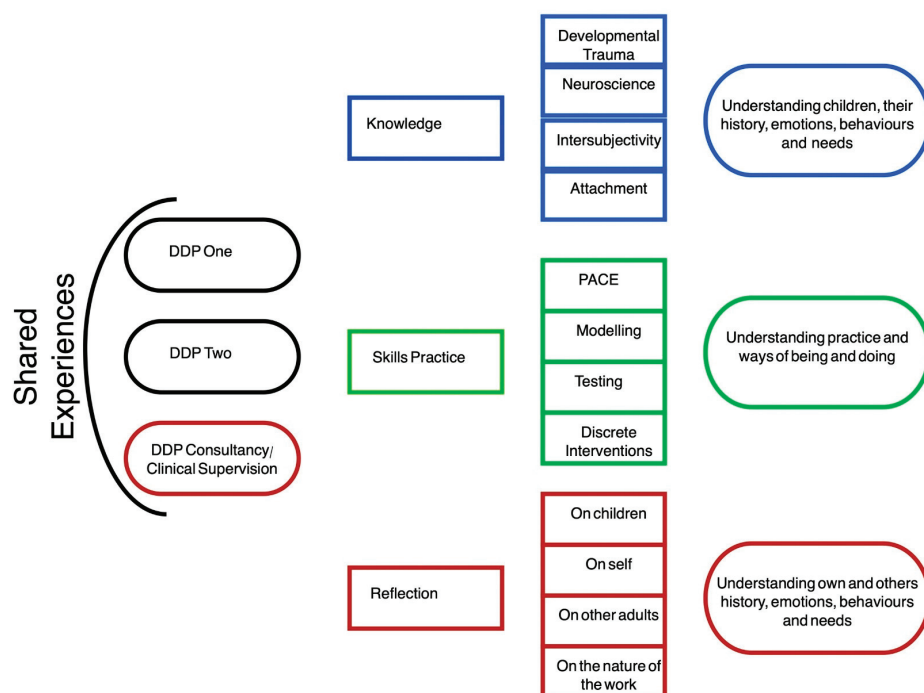 Shared
Experiences
DDP One
DDP Two
DDP Consultancy/
Clinical Supervision
Knowledge
Developmental
Trauma
Neuroscience
Intersubjectivity
Attachment
Understanding children, their
history, emotions, behaviours
and needs
Skills Practice
PACE
Modelling
Testing
Discrete
Interventions
Understanding practice and
ways of being and doing
Reflection
On children
On self
On other adults
On the nature of
the work
Understanding own and others
history, emotions, behaviours
and needs